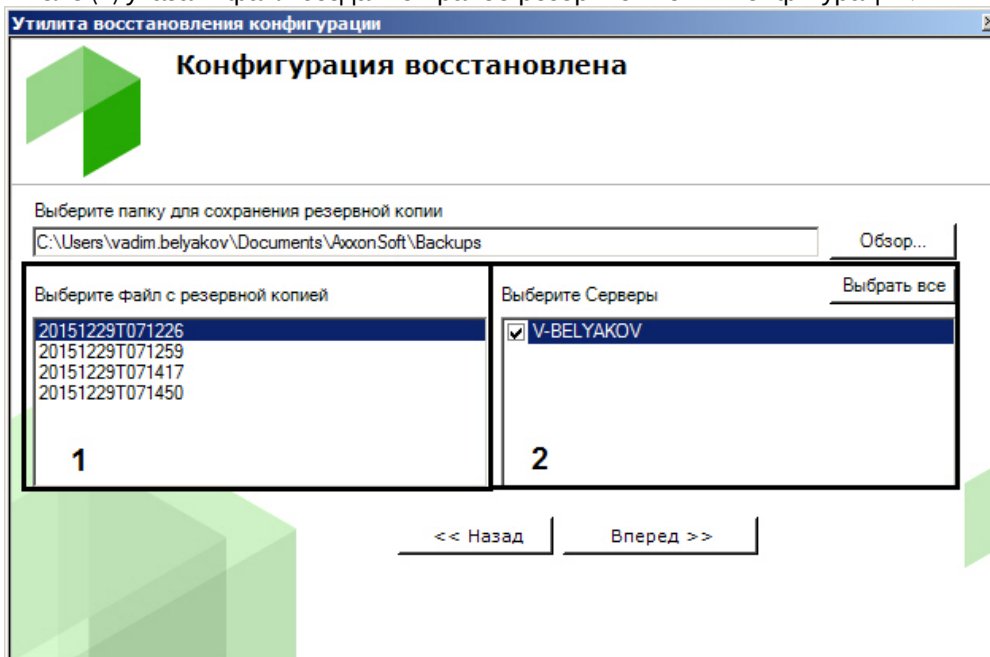 Утилита восстановления конфигурации
Конфигурация восстановлена
Выберите папку для сохранения резервной копии
C:\Users\vadim.belyakov\Documents\AxxonSoft\Backups
Обзор...
Выберите файл с резервной копией
20151229T071226
20151229T071259
20151229T071417
20151229T071450
1
Выберите Серверы
Выбрать все
V-BELYAKOV
2
<< Назад
Вперед >>